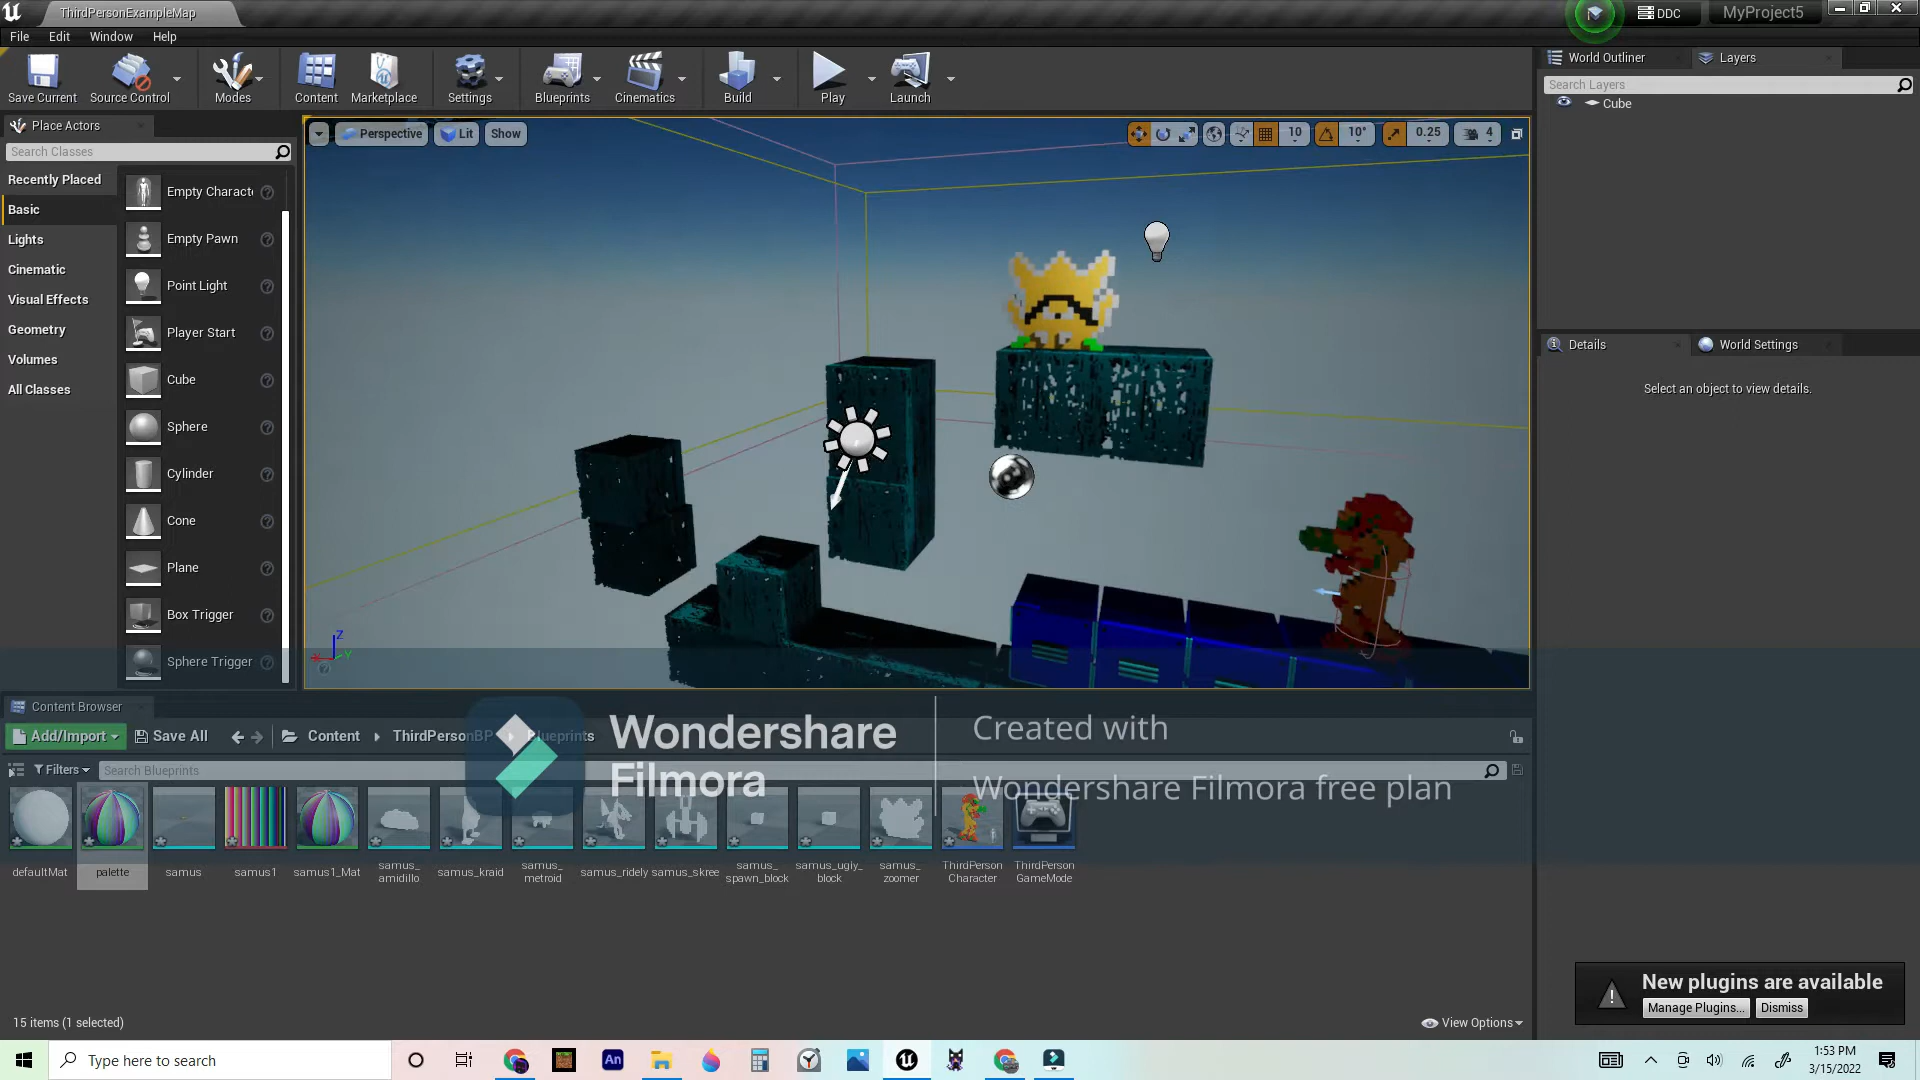 ThirdPersonExampleMap
DDC
MyProject5
File Edit Window Help
Save Current
Source Control
Modes
Content
Marketplace
Settings
Blueprints
Cinematics
Build
Play
Launch
World Outliner
Layers
Search Layers
Cube
Place Actors
Search Classes
Recently Placed
Basic
Lights
Cinematic
Visual Effects
Geometry
Volumes
All Classes
Empty Characte
Empty Pawn
Point Light
Player Start
Cube
Sphere
Cylinder
Cone
Plane
Box Trigger
Sphere Trigger
Perspective
Lit
Show
10
10°
0.25
4
Z
X
Y
Details
World Settings
Select an object to view details.
Content Browser
Add/Import
Save All
Content
ThirdPersonBP
Blueprints
Filters
Search Blueprints
Wondershare
Filmora
Created with
Wondershare Filmora free plan
defaultMat
palette
samus
samus1
samus1_Mat
samus_
amidillo
samus_kraid
samus_
metroid
samus_ridely
samus_skree
samus_
spawn_block
samus_ugly_
block
samus_
zoomer
ThirdPerson
Character
ThirdPerson
GameMode
15 items (1 selected)
View Options
New plugins are available
Manage Plugins...
Dismiss
Type here to search
An
1:53 PM
3/15/2022